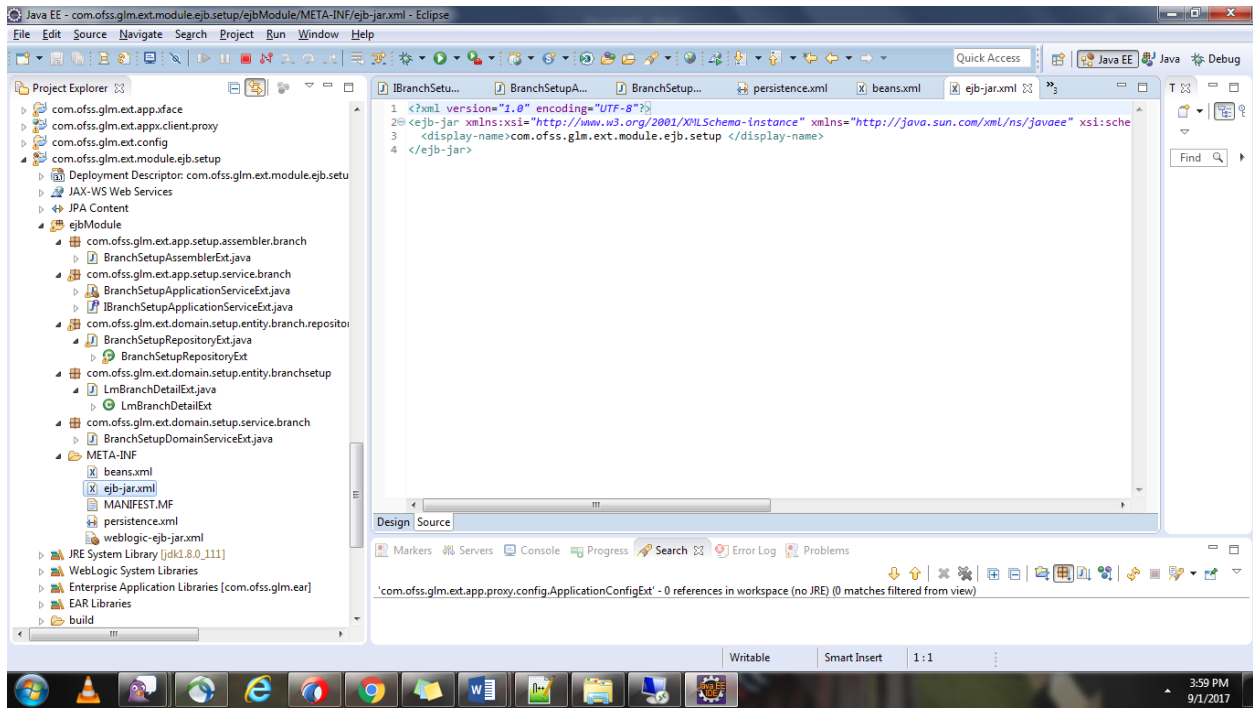 Java EE - com.ofss.glm.ext.module.ejb.setup/ejbModule/META-INF/ejb-jar.xml - Eclipse
File Edit Source Navigate Search Project Run Window Help
Quick Access
Java EE
Java
Debug
Project Explorer
com.ofss.glm.ext.app.xface
com.ofss.glm.ext.appx.client.proxy
com.ofss.glm.ext.config
com.ofss.glm.ext.module.ejb.setup
Deployment Descriptor: com.ofss.glm.ext.module.ejb.setu
JAX-WS Web Services
JPA Content
ejbModule
com.ofss.glm.ext.app.setup.assembler.branch
BranchSetupAssemblerExt.java
com.ofss.glm.ext.app.setup.service.branch
BranchSetupApplicationServiceExt.java
IBranchSetupApplicationServiceExt.java
com.ofss.glm.ext.domain.setup.entity.branch.repositor
BranchSetupRepositoryExt.java
BranchSetupRepositoryExt
com.ofss.glm.ext.domain.setup.entity.branchsetup
LmBranchDetailExt.java
LmBranchDetailExt
com.ofss.glm.ext.domain.setup.service.branch
BranchSetupDomainServiceExt.java
META-INF
beans.xml
ejb-jar.xml
MANIFEST.MF
persistence.xml
weblogic-ejb-jar.xml
JRE System Library [jdk1.8.0_111]
WebLogic System Libraries
Enterprise Application Libraries [com.ofss.glm.ear]
EAR Libraries
build
IBranchSetu... BranchSetupA... BranchSetup... persistence.xml beans.xml ejb-jar.xml »3
1 <?xml version="1.0" encoding="UTF-8"?>
2 <ejb-jar xmlns:xsi="http://www.w3.org/2001/XMLSchema-instance" xmlns="http://java.sun.com/xml/ns/javaee" xsi:sche
3 <display-name>com.ofss.glm.ext.module.ejb.setup </display-name>
4 </ejb-jar>
Design Source
T
Find
Markers Servers Console Progress Search Error Log Problems
'com.ofss.glm.ext.app.proxy.config.ApplicationConfigExt' - 0 references in workspace (no JRE) (0 matches filtered from view)
Writable Smart Insert 1 : 1
3:59 PM
9/1/2017